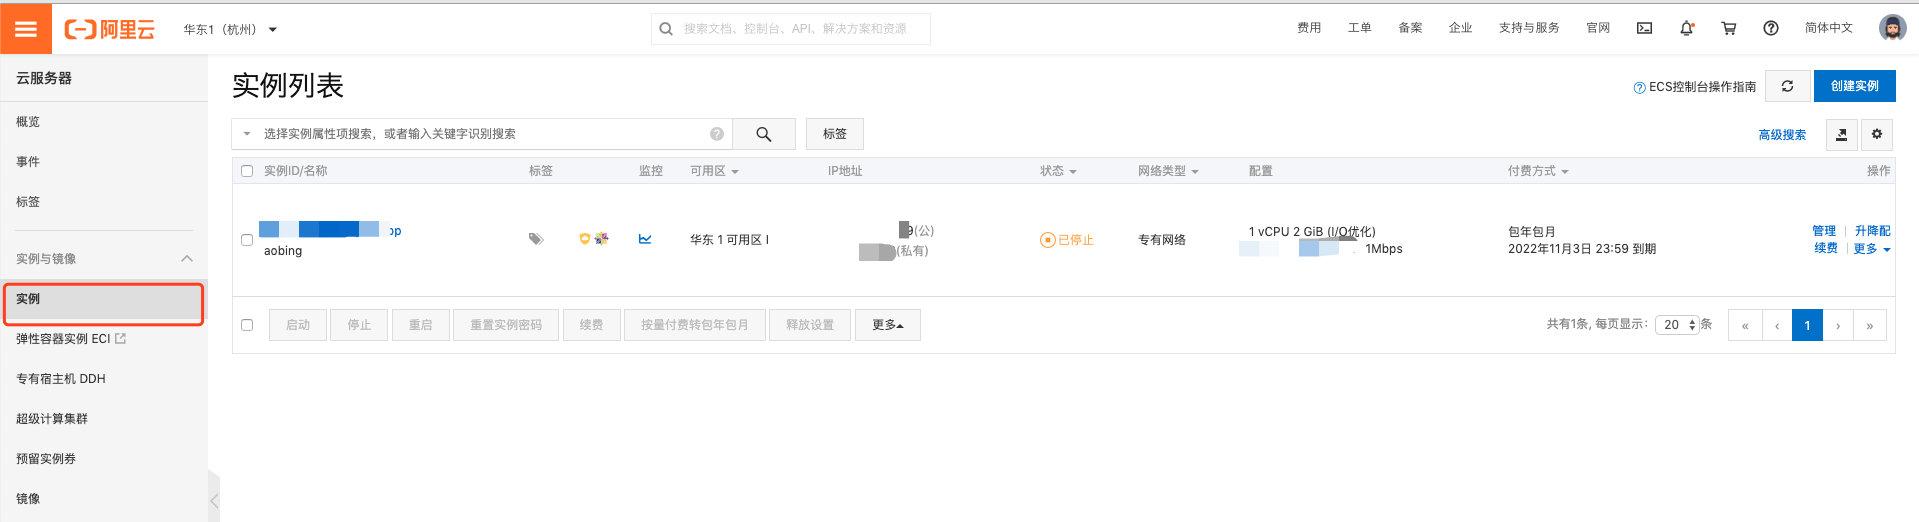 阿里云 华东1（杭州） 搜索文档、控制台、API、解决方案和资源 费用 工单 备案 企业 支持与服务 官网 简体中文
云服务器
概览
事件
标签
实例与镜像
实例
弹性容器实例 ECI
专有宿主机 DDH
超级计算集群
预留实例券
镜像
实例列表
ECS控制台操作指南 创建实例
选择实例属性项搜索，或者输入关键字识别搜索 标签 高级搜索
实例ID/名称 标签 监控 可用区 IP地址 状态 网络类型 配置 付费方式 操作
aobing
华东 1 可用区 I
(公)
(私有)
已停止
专有网络
1 vCPU 2 GiB (I/O优化)
1Mbps
包年包月
2022年11月3日 23:59 到期
管理 | 升降配
续费 | 更多
启动 停止 重启 重置实例密码 续费 按量付费转包年包月 释放设置 更多 共有1条, 每页显示: 20 条 « ‹ 1 › »